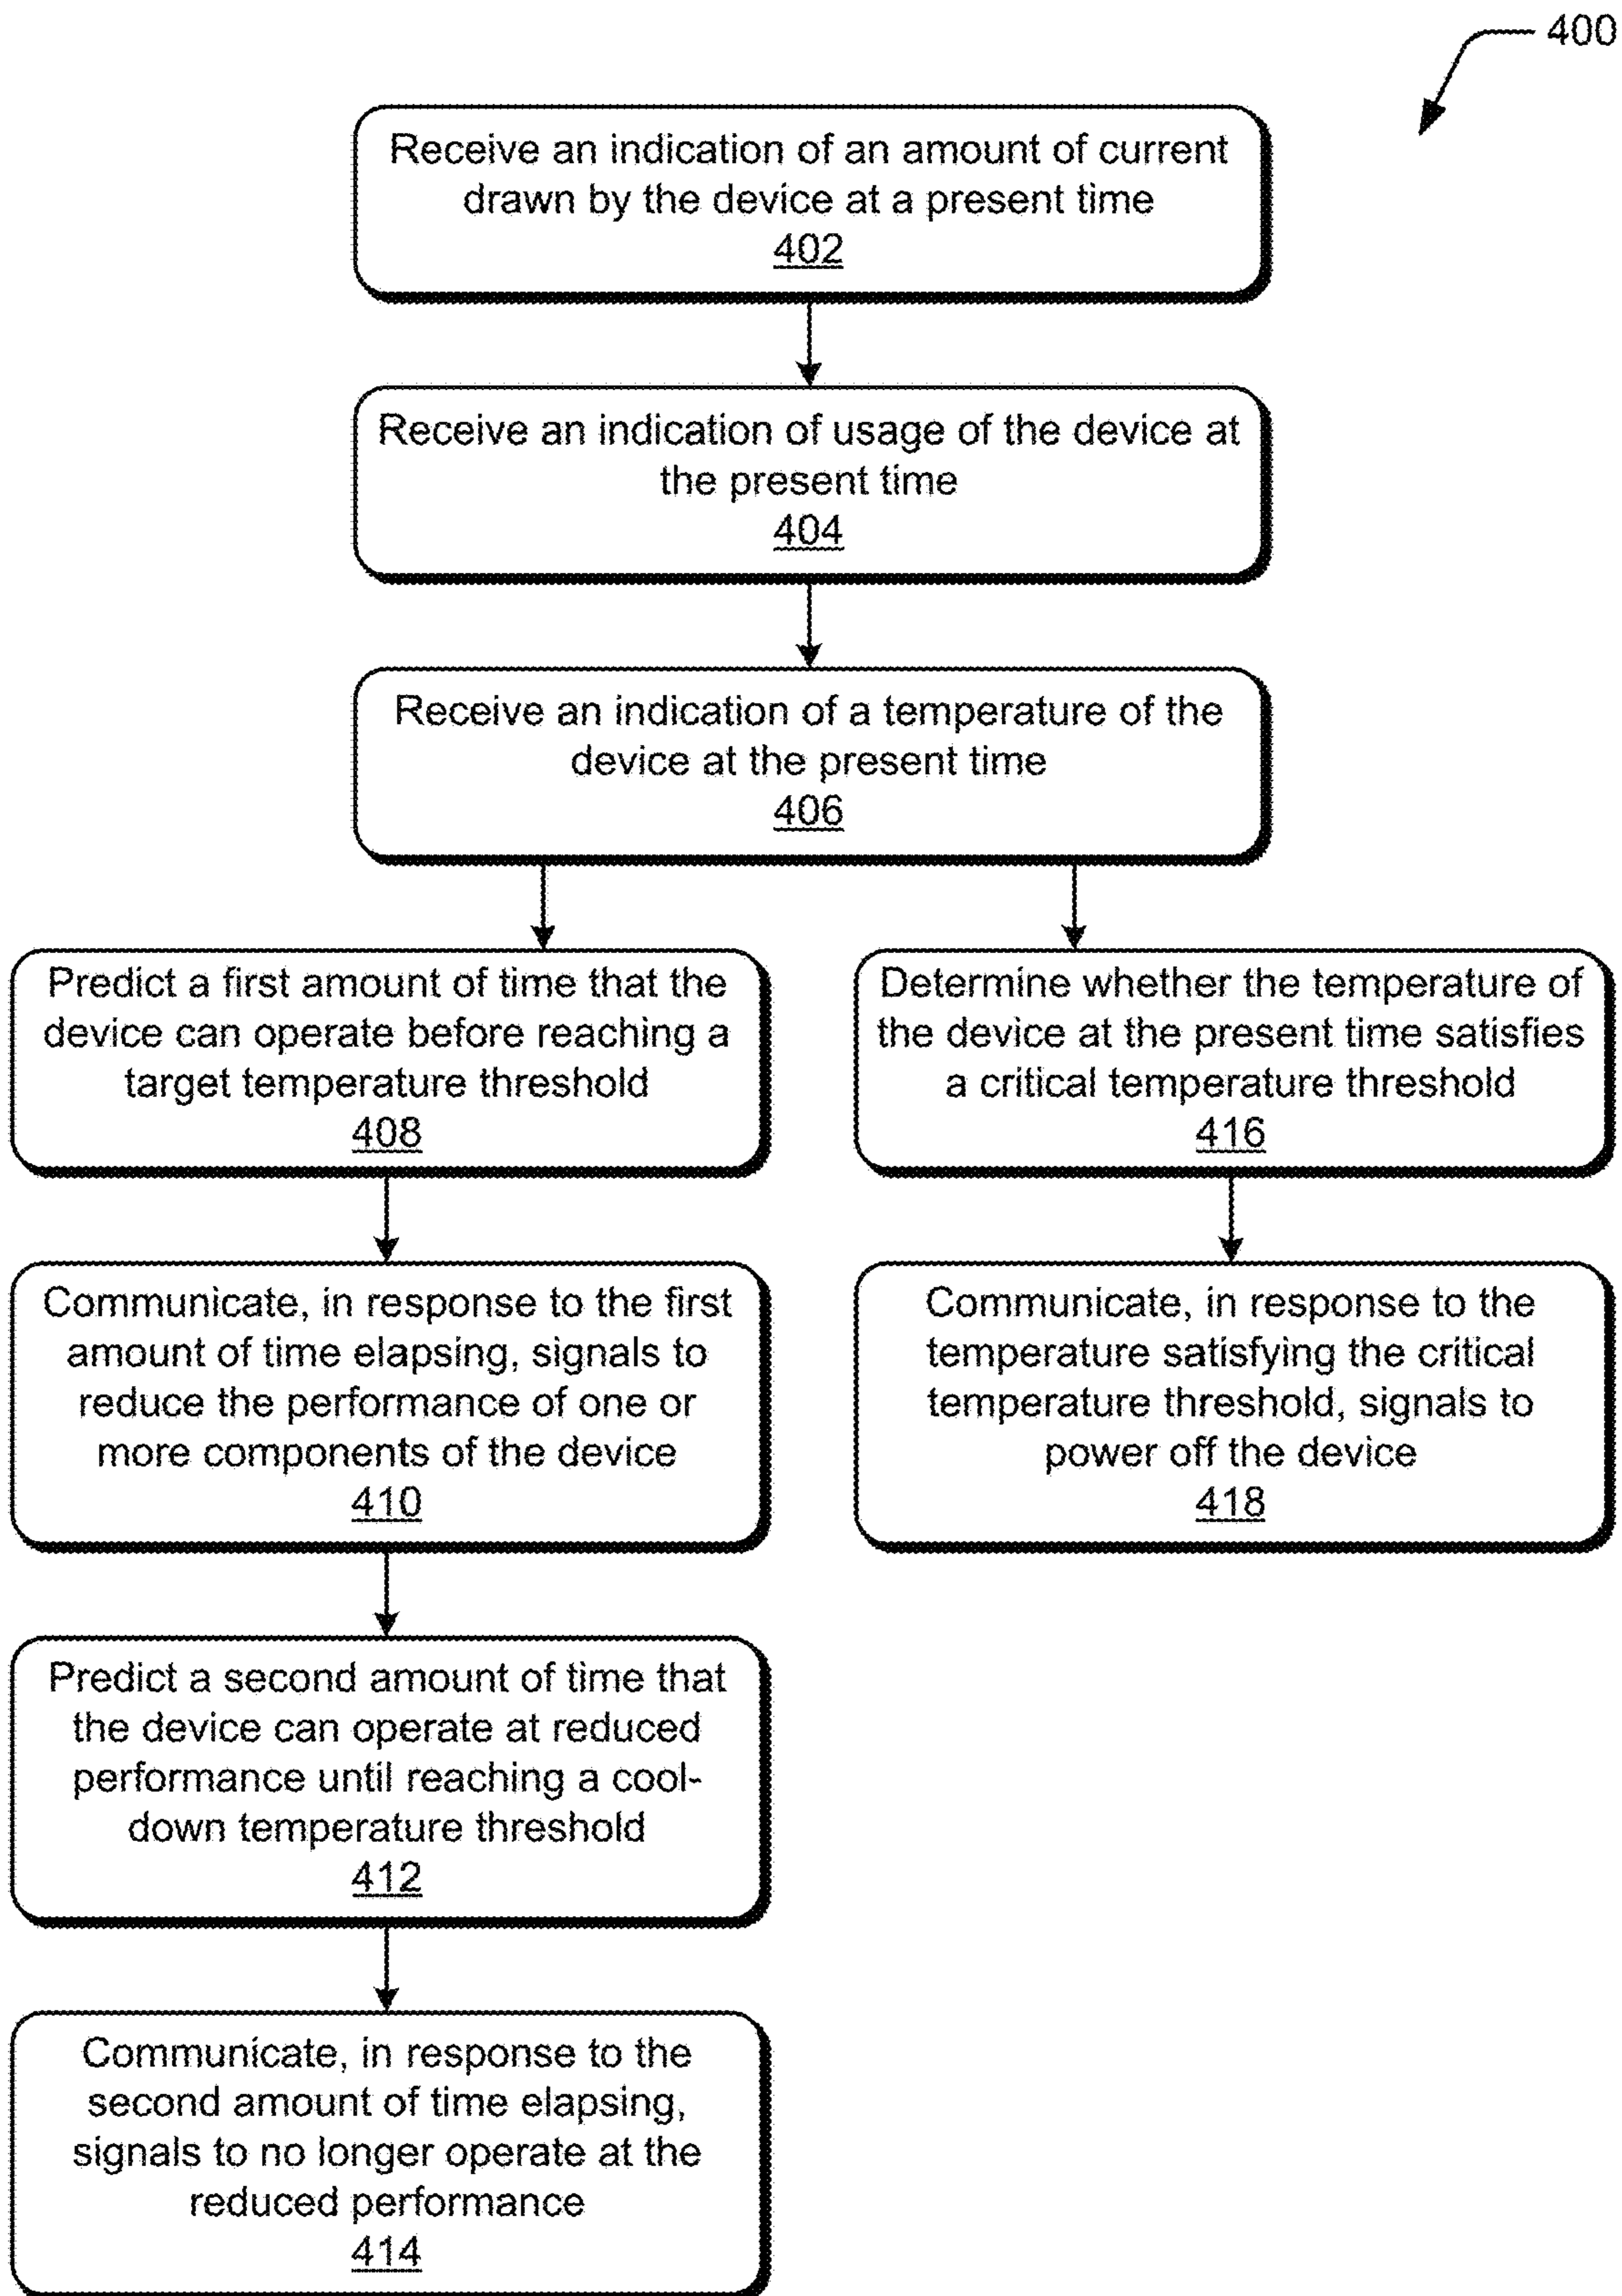 400
Receive an indication of an amount of current
drawn by the device at a present time
402
Receive an indication of usage of the device at
the present time
404
Receive an indication of a temperature of the
device at the present time
406
Predict a first amount of time that the
device can operate before reaching a
target temperature threshold
408
Determine whether the temperature of
the device at the present time satisfies
a critical temperature threshold
416
Communicate, in response to the first
amount of time elapsing, signals to
reduce the performance of one or
more components of the device
410
Communicate, in response to the
temperature satisfying the critical
temperature threshold, signals to
power off the device
418
Predict a second amount of time that
the device can operate at reduced
performance until reaching a cool-
down temperature threshold
412
Communicate, in response to the
second amount of time elapsing,
signals to no longer operate at the
reduced performance
414